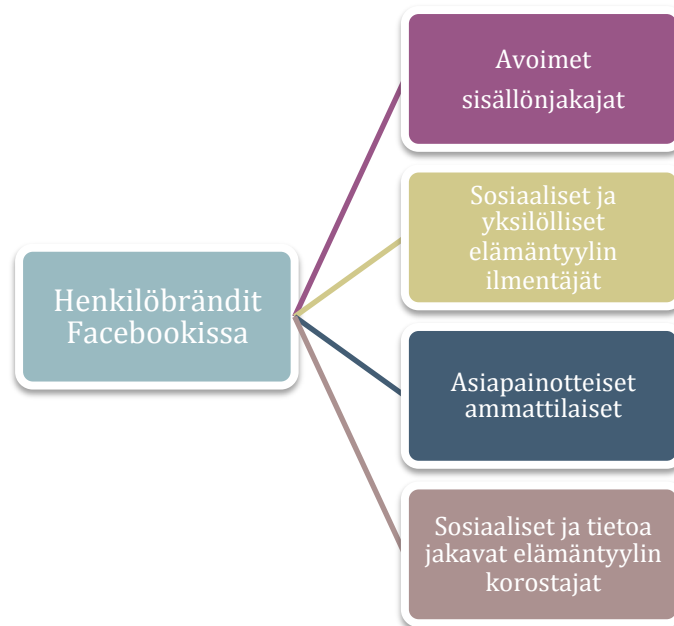 Avoimet
sisällönjakajat
Sosiaaliset ja
yksilölliset
elämäntyylin
ilmentäjät
Henkilöbrändit
Facebookissa
Asiapainotteiset
ammattilaiset
Sosiaaliset ja tietoa
jakavat elämäntyylin
korostajat